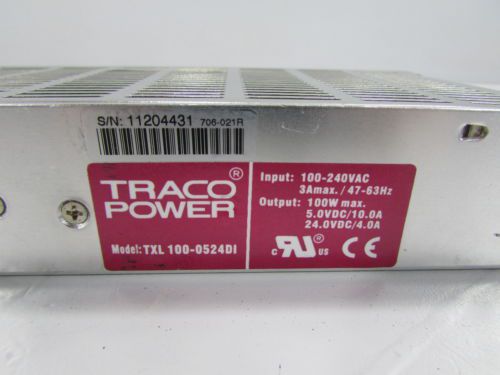 S/N: 11204431 706-021R
TRACO ®
POWER
Model: TXL 100-0524DI
Input: 100-240VAC
3Amax. / 47-63Hz
Output: 100W max.
5.0VDC/10.0A
24.0VDC/4.0A
c RU ® US CE